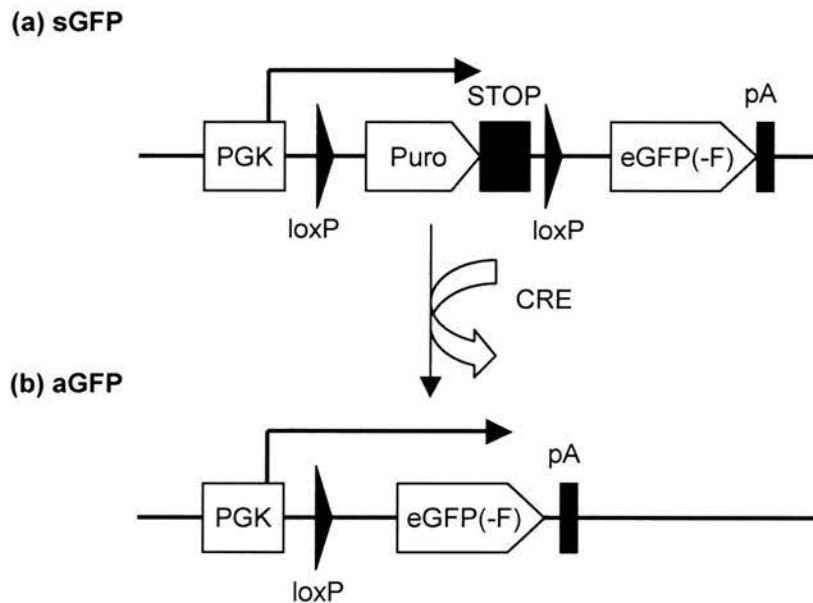 (a) sGFP
STOP
pA
PGK
Puro
eGFP(-F)
loxP
loxP
CRE
(b) aGFP
pA
PGK
eGFP(-F)
loxP